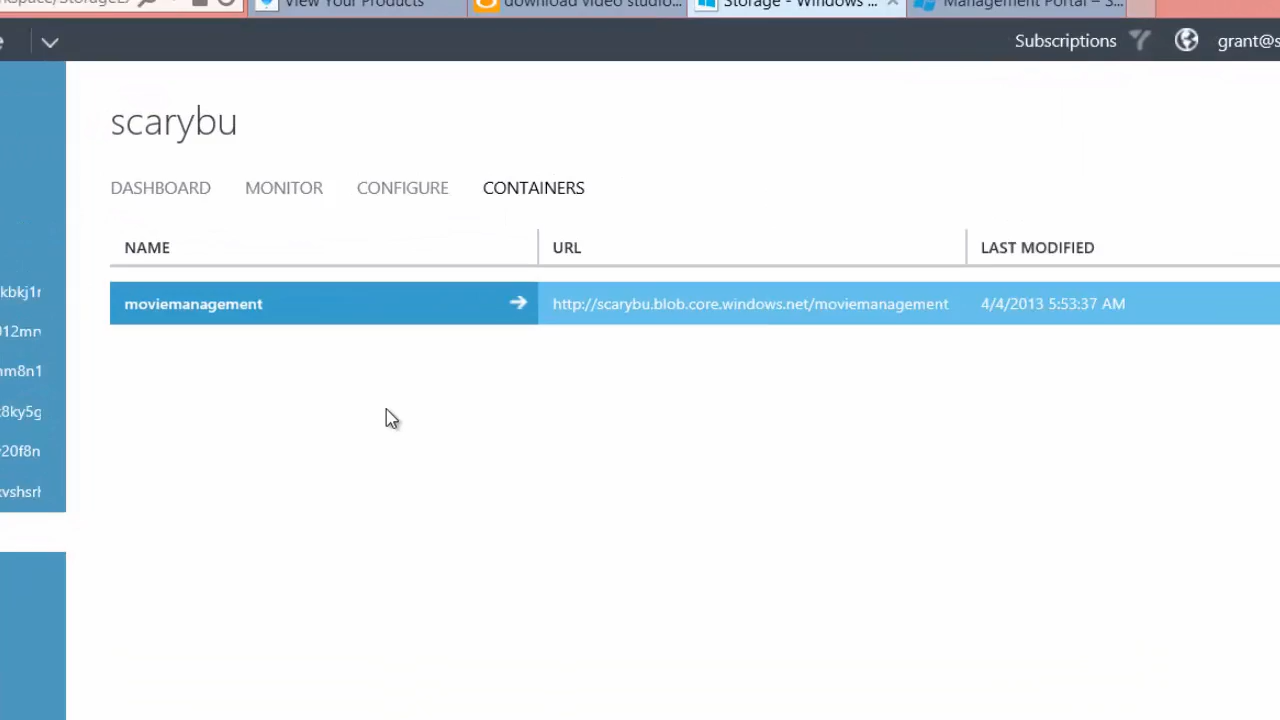 View Your Products
download video studio...
Storage - Windows ...
Management Portal – S...
Subscriptions
grant@s
scarybu
DASHBOARD MONITOR CONFIGURE CONTAINERS
NAME URL LAST MODIFIED
moviemanagement http://scarybu.blob.core.windows.net/moviemanagement 4/4/2013 5:53:37 AM
kbkj1r
012mrv
nm8n1
8ky5g
20f8n
vshsrl